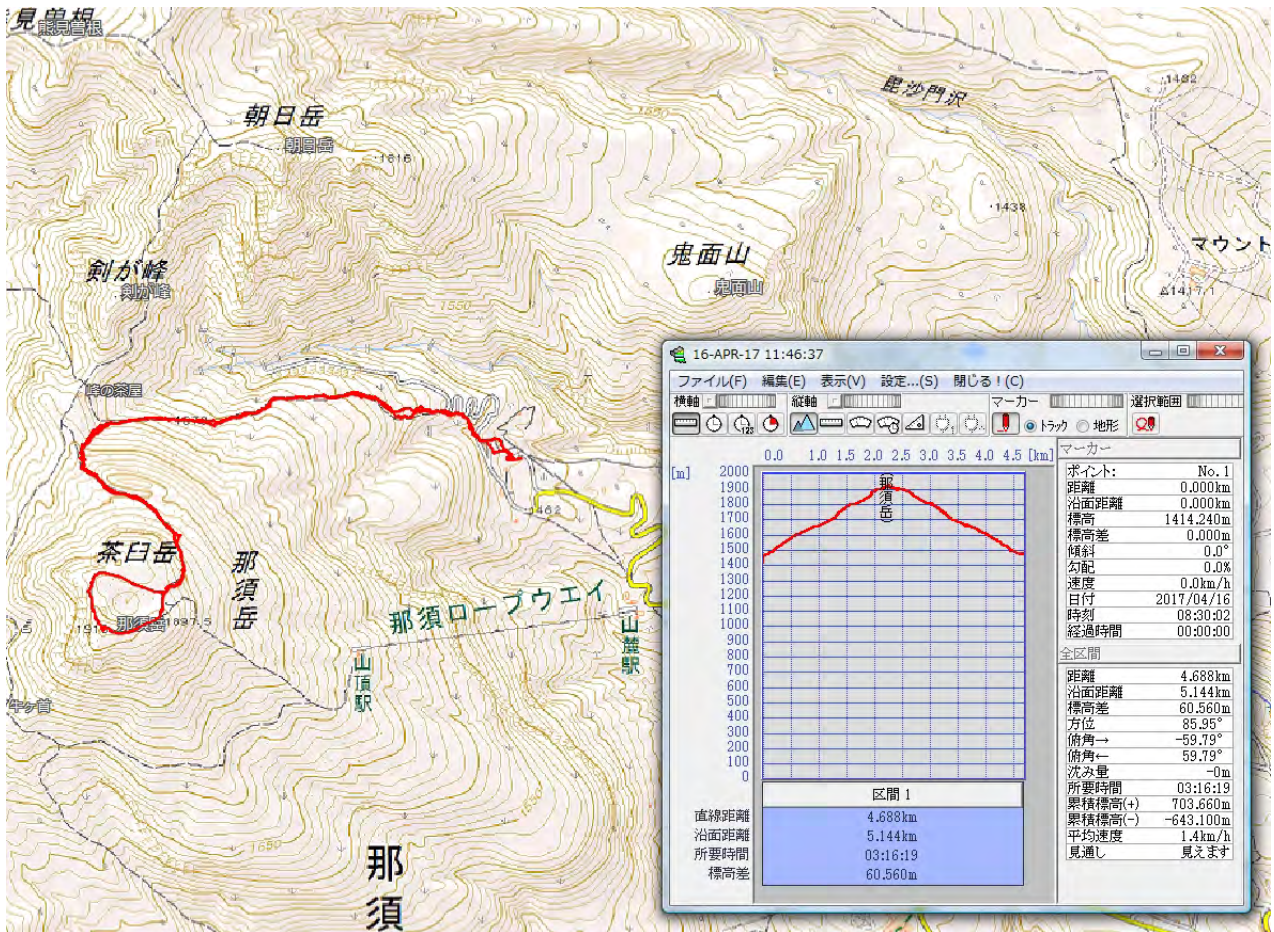 熊見曽根
朝日岳
朝日岳
1816
毘沙門沢
1462
1550
・1438
マウント
鬼面山
鬼面山
△1417.1
剣が峰
剣が峰
1550
峰の茶屋
1462
茶臼岳
那須岳
那須岳
1897.5
那須ロープウエイ
山麓駅
山頂駅
牛ヶ首
那須
16-APR-17 11:46:37
ファイル(F) 編集(E) 表示(V) 設定...(S) 閉じる!(C)
横軸 縦軸 マーカー 選択範囲
トラック 地形
0.0 1.0 1.5 2.0 2.5 3.0 3.5 4.0 4.5 [km]
[m]
2000
1900
1800
1700
1600
1500
1400
1300
1200
1100
1000
900
800
700
600
500
400
300
200
100
0
(那須岳)
区間 1
直線距離 4.688km
沿面距離 5.144km
所要時間 03:16:19
標高差 60.560m
マーカー
ポイント: No. 1
距離 0.000km
沿面距離 0.000km
標高 1414.240m
標高差 0.000m
傾斜 0.0°
勾配 0.0%
速度 0.0km/h
日付 2017/04/16
時刻 08:30:02
経過時間 00:00:00
全区間
距離 4.688km
沿面距離 5.144km
標高差 60.560m
方位 85.95°
俯角→ -59.79°
俯角← 59.79°
沈み量 -0m
所要時間 03:16:19
累積標高(+) 703.660m
累積標高(-) -643.100m
平均速度 1.4km/h
見通し 見えます